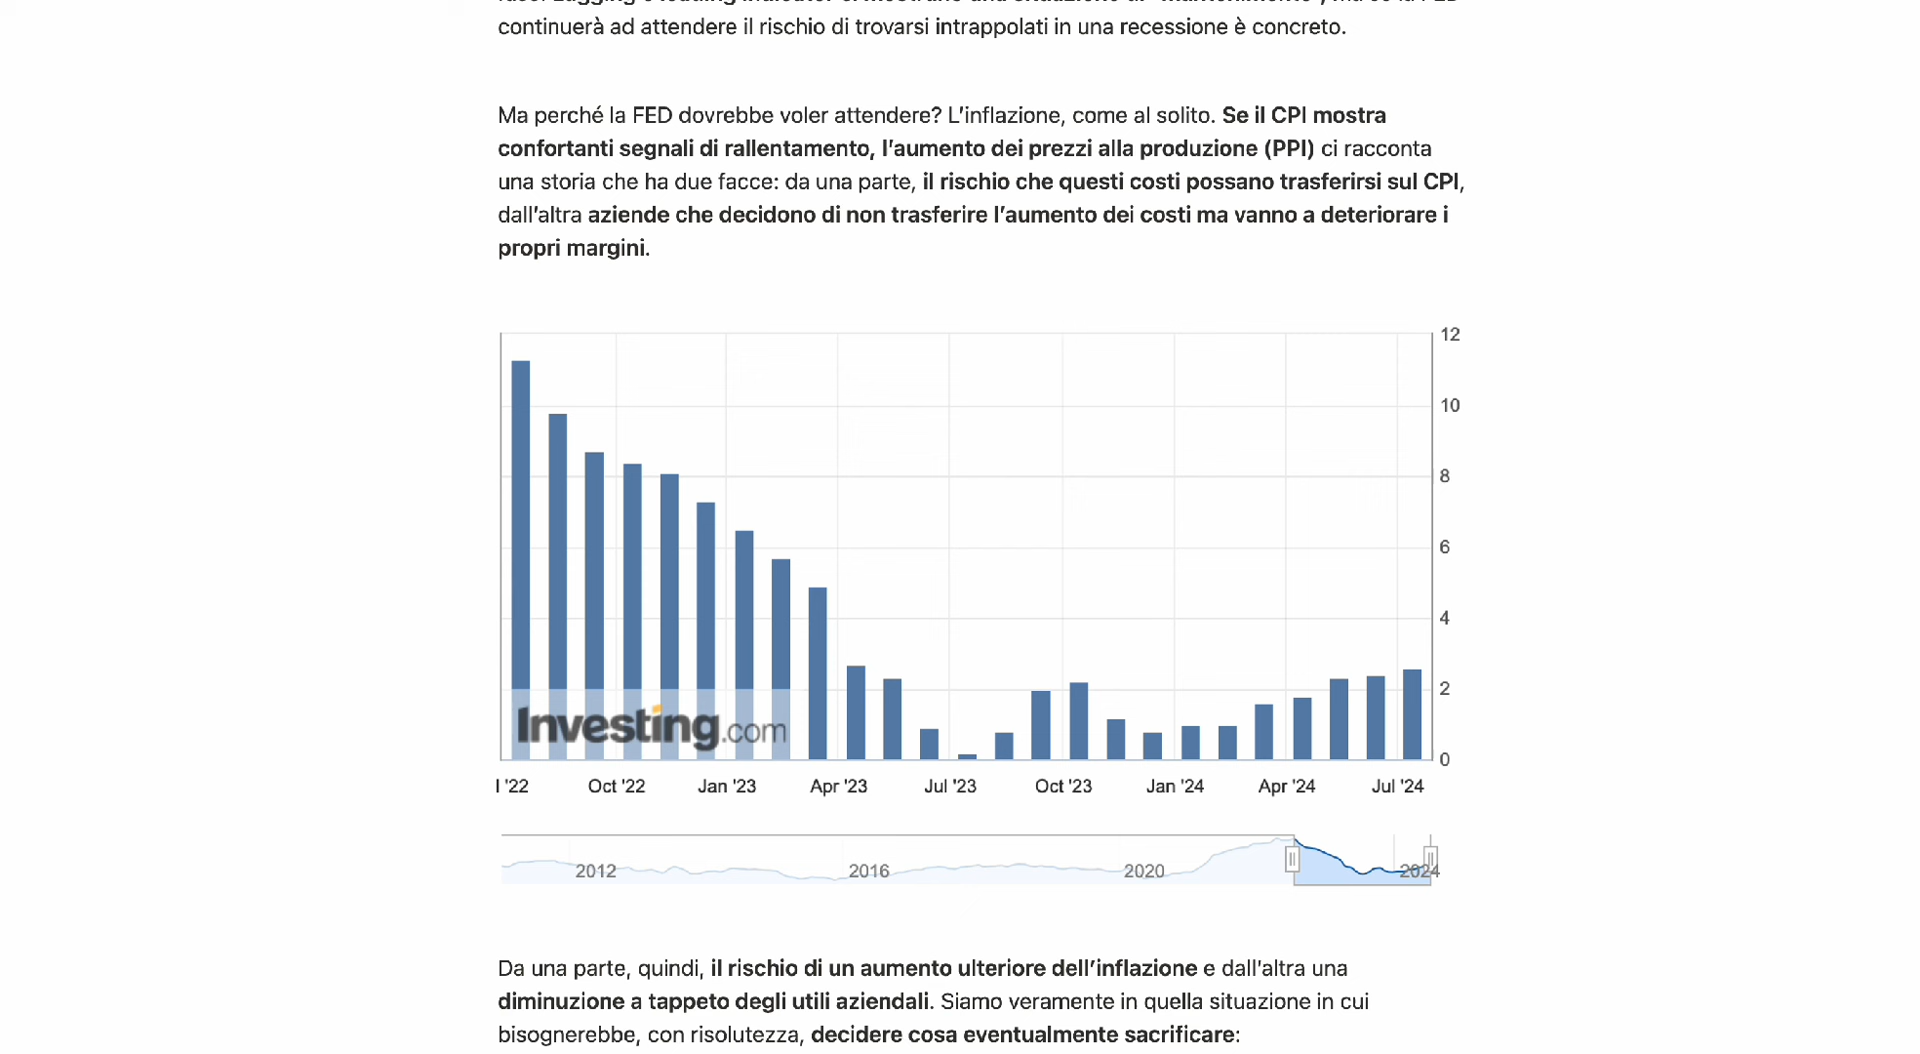 continuerà ad attendere il rischio di trovarsi intrappolati in una recessione è concreto.
Ma perché la FED dovrebbe voler attendere? L'inflazione, come al solito. Se il CPI mostra
confortanti segnali di rallentamento, l'aumento dei prezzi alla produzione (PPI) ci racconta
una storia che ha due facce: da una parte, il rischio che questi costi possano trasferirsi sul CPI,
dall'altra aziende che decidono di non trasferire l'aumento dei costi ma vanno a deteriorare i
propri margini.
12
10
8
6
4
2
0
Investing.com
l '22 Oct '22 Jan '23 Apr '23 Jul '23 Oct '23 Jan '24 Apr '24 Jul '24
2012 2016 2020 2024
Da una parte, quindi, il rischio di un aumento ulteriore dell'inflazione e dall'altra una
diminuzione a tappeto degli utili aziendali. Siamo veramente in quella situazione in cui
bisognerebbe, con risolutezza, decidere cosa eventualmente sacrificare: